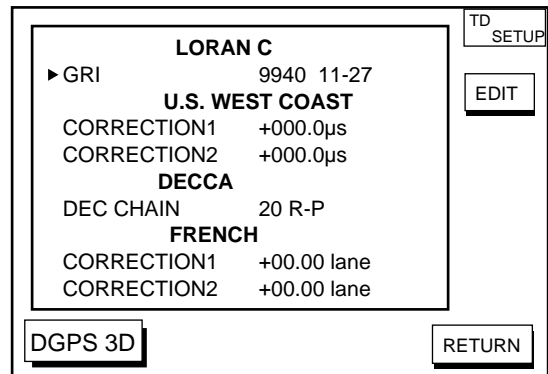 TD
SETUP
LORAN C
▶GRI 9940 11-27
U.S. WEST COAST
CORRECTION1 +000.0µs
CORRECTION2 +000.0µs
DECCA
DEC CHAIN 20 R-P
FRENCH
CORRECTION1 +00.00 lane
CORRECTION2 +00.00 lane
EDIT
DGPS 3D
RETURN